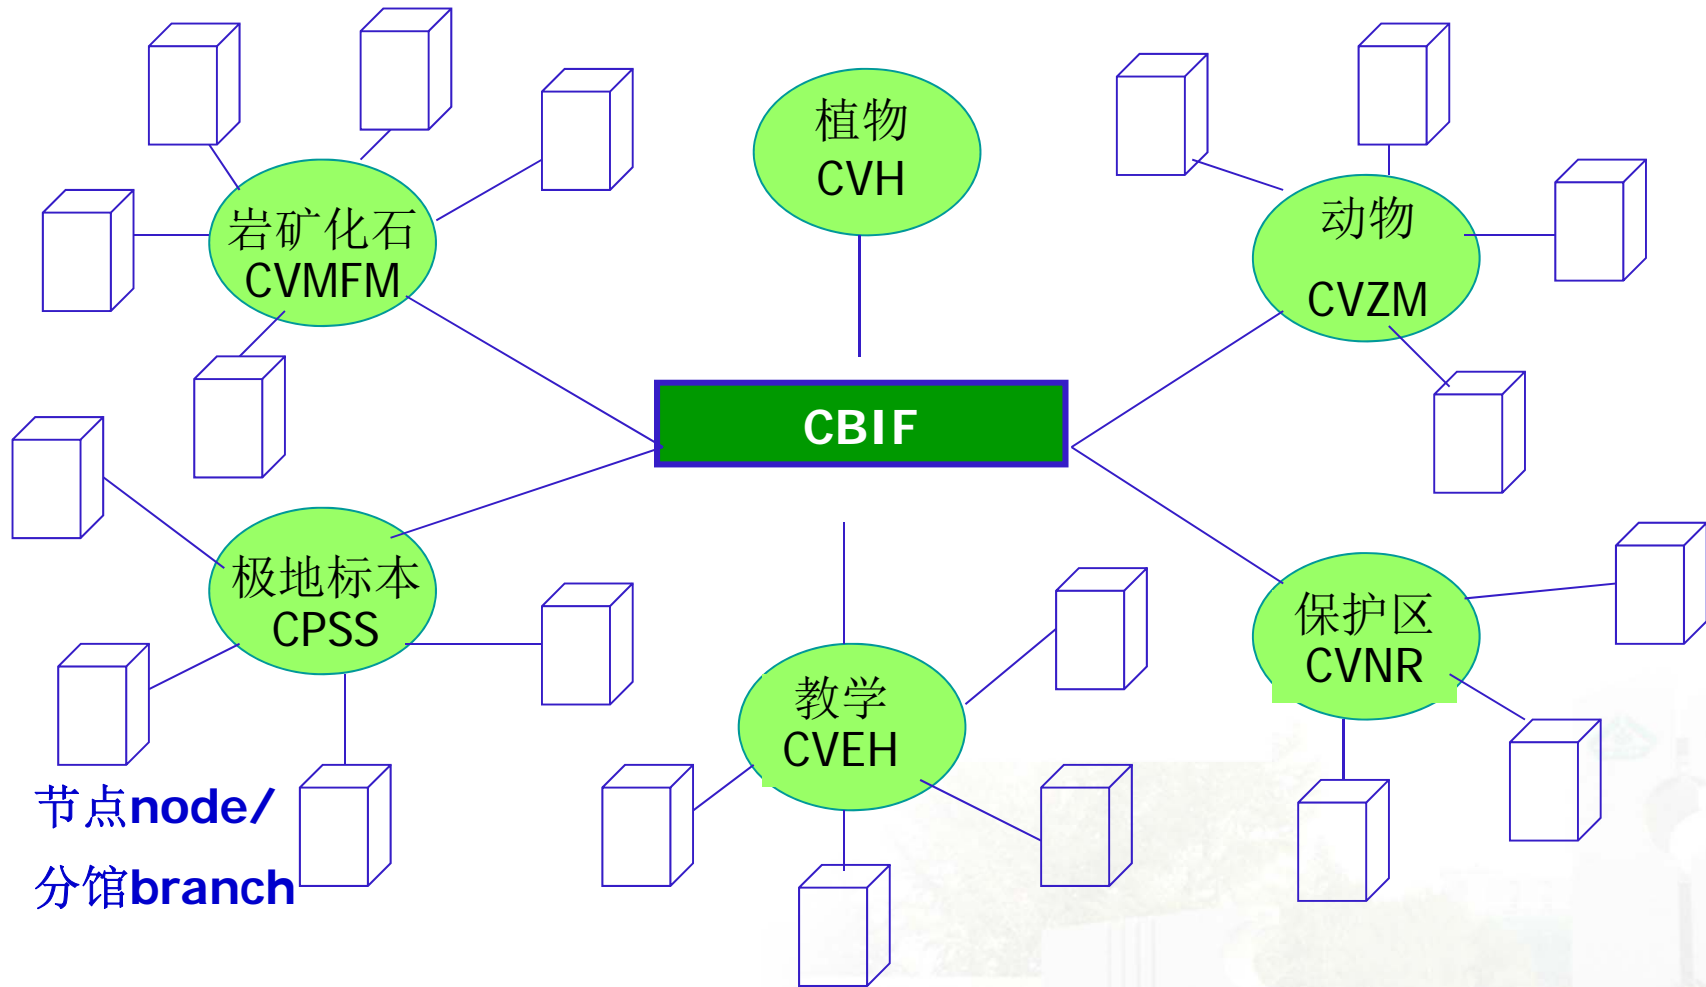 植物
CVH
岩矿化石
CVMFM
动物
CVZM
CBIF
极地标本
CPSS
保护区
CVNR
教学
CVEH
节点node/
分馆branch